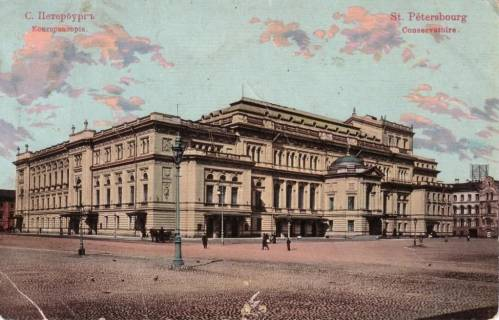 С. Петербургъ
Консерваторія.
St. Pétersbourg
Conservatoire.